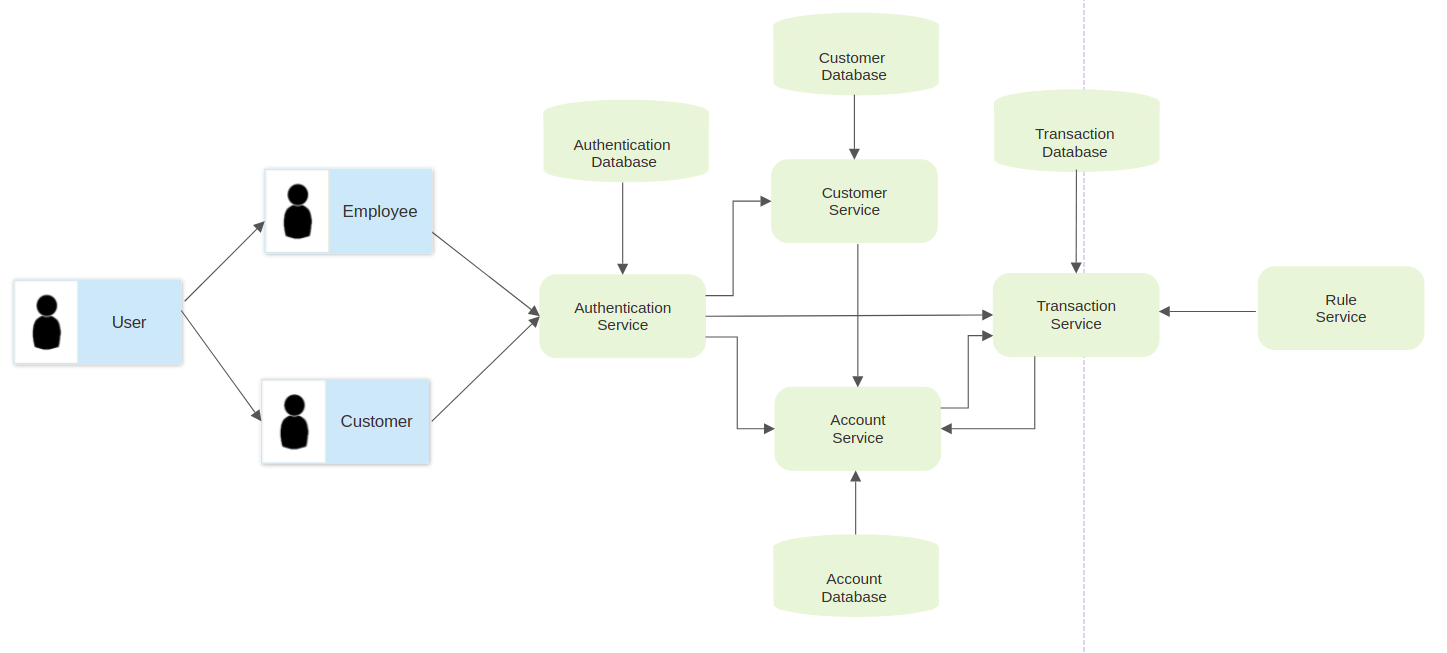 Customer
Database
Transaction
Database
Authentication
Database
Customer
Service
Employee
User
Authentication
Service
Transaction
Service
Rule
Service
Customer
Account
Service
Account
Database